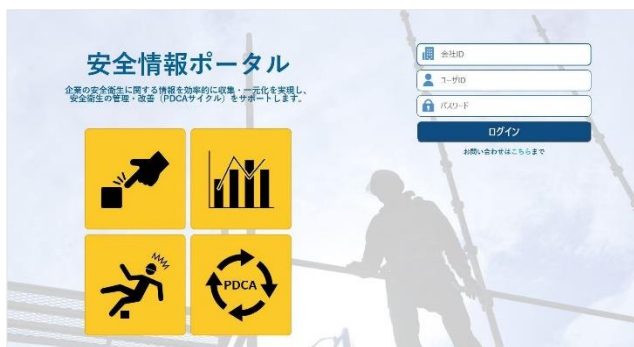 安全情報ポータル
企業の安全衛生に関する情報を効率的に収集・一元化を実現し、
安全衛生の管理・改善（PDCAサイクル）をサポートします。
PDCA
会社ID
ユーザID
パスワード
ログイン
お問い合わせはこちらまで